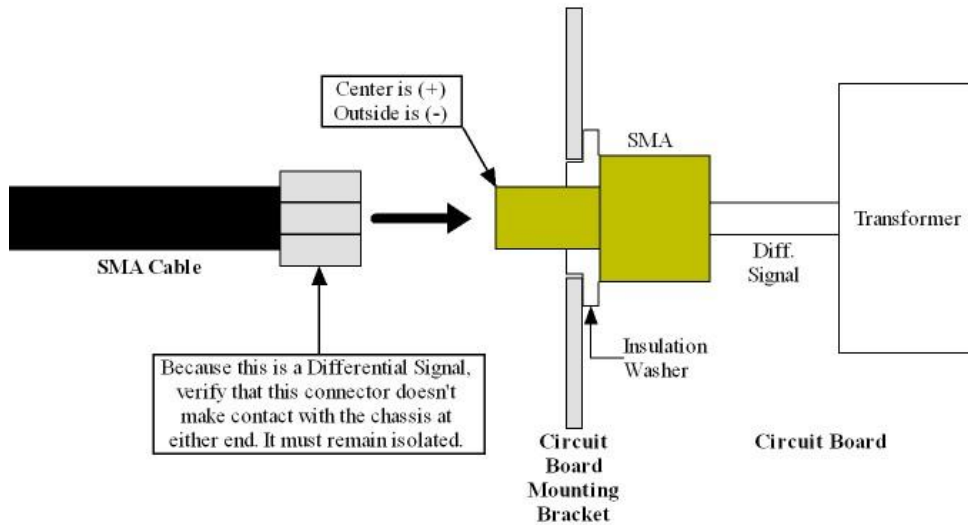 Center is (+)
Outside is (-)
SMA
Transformer
SMA Cable
Diff.
Signal
Insulation
Washer
Because this is a Differential Signal,
verify that this connector doesn't
make contact with the chassis at
either end. It must remain isolated.
Circuit
Board
Mounting
Bracket
Circuit Board